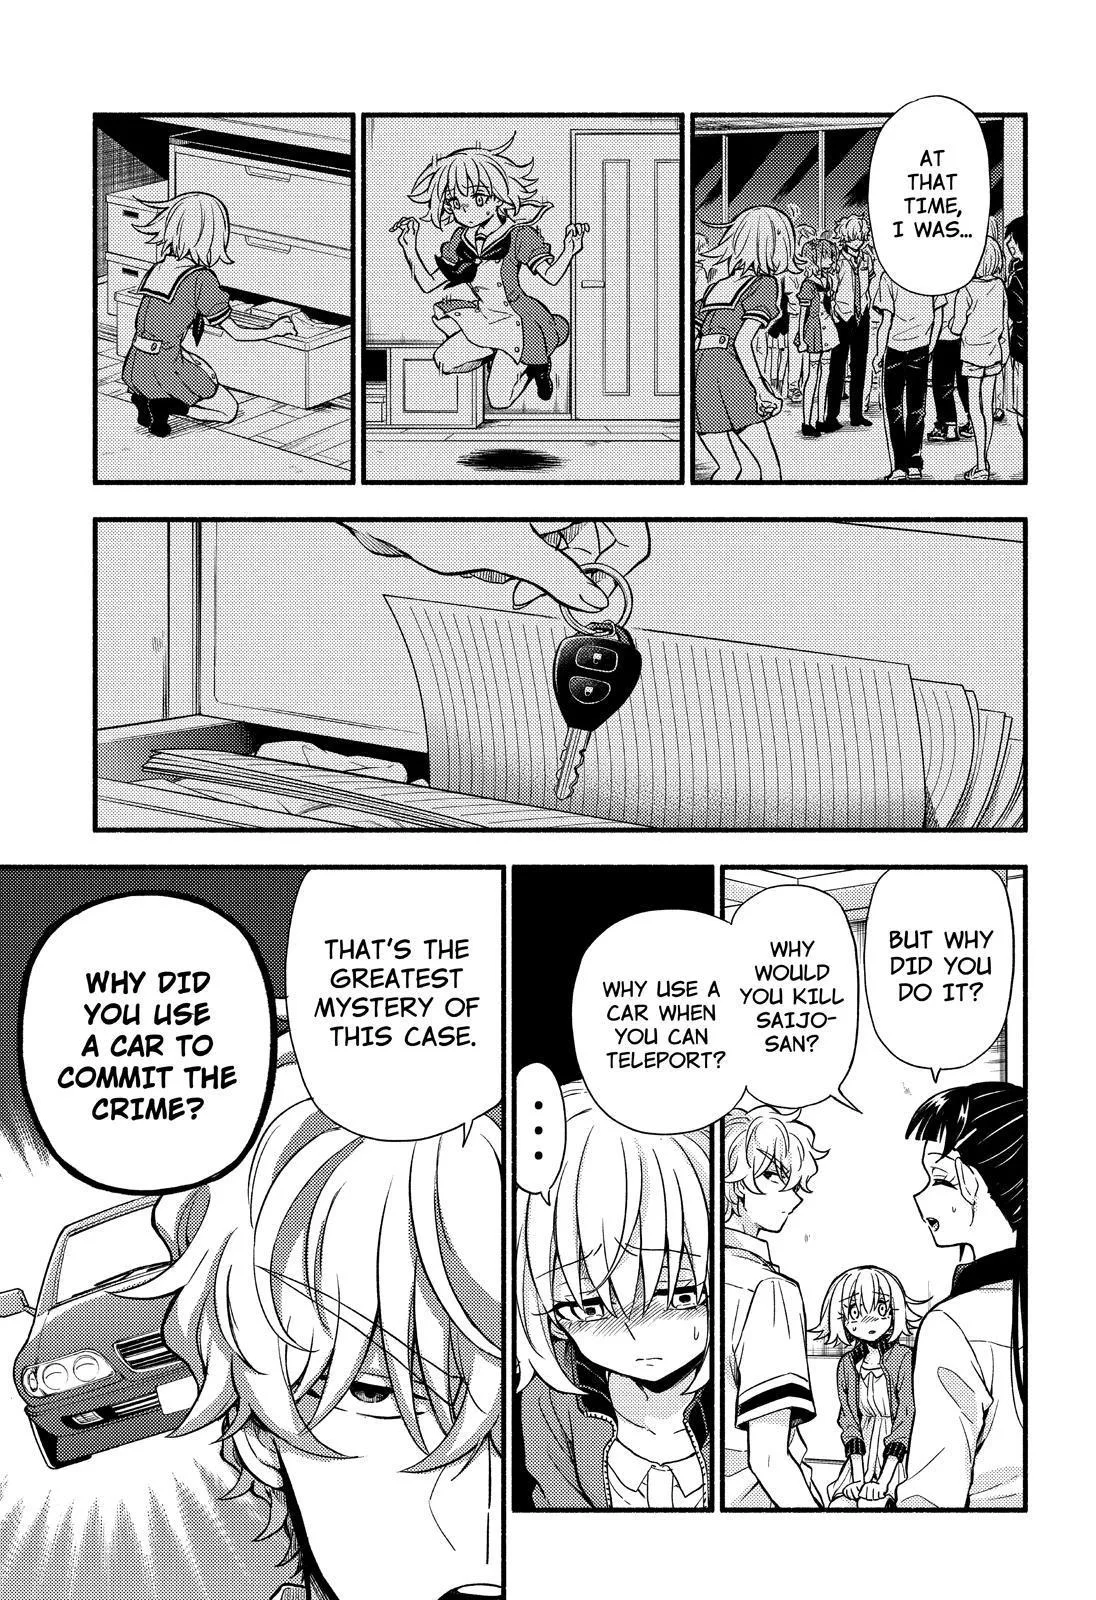 AT
THAT
TIME,
I WAS...
BUT WHY
DID YOU
DO IT?
WHY
WOULD
YOU KILL
SAIJO-
SAN?
WHY USE A
CAR WHEN
YOU CAN
TELEPORT?
...
THAT'S THE
GREATEST
MYSTERY OF
THIS CASE.
WHY DID
YOU USE
A CAR TO
COMMIT THE
CRIME?